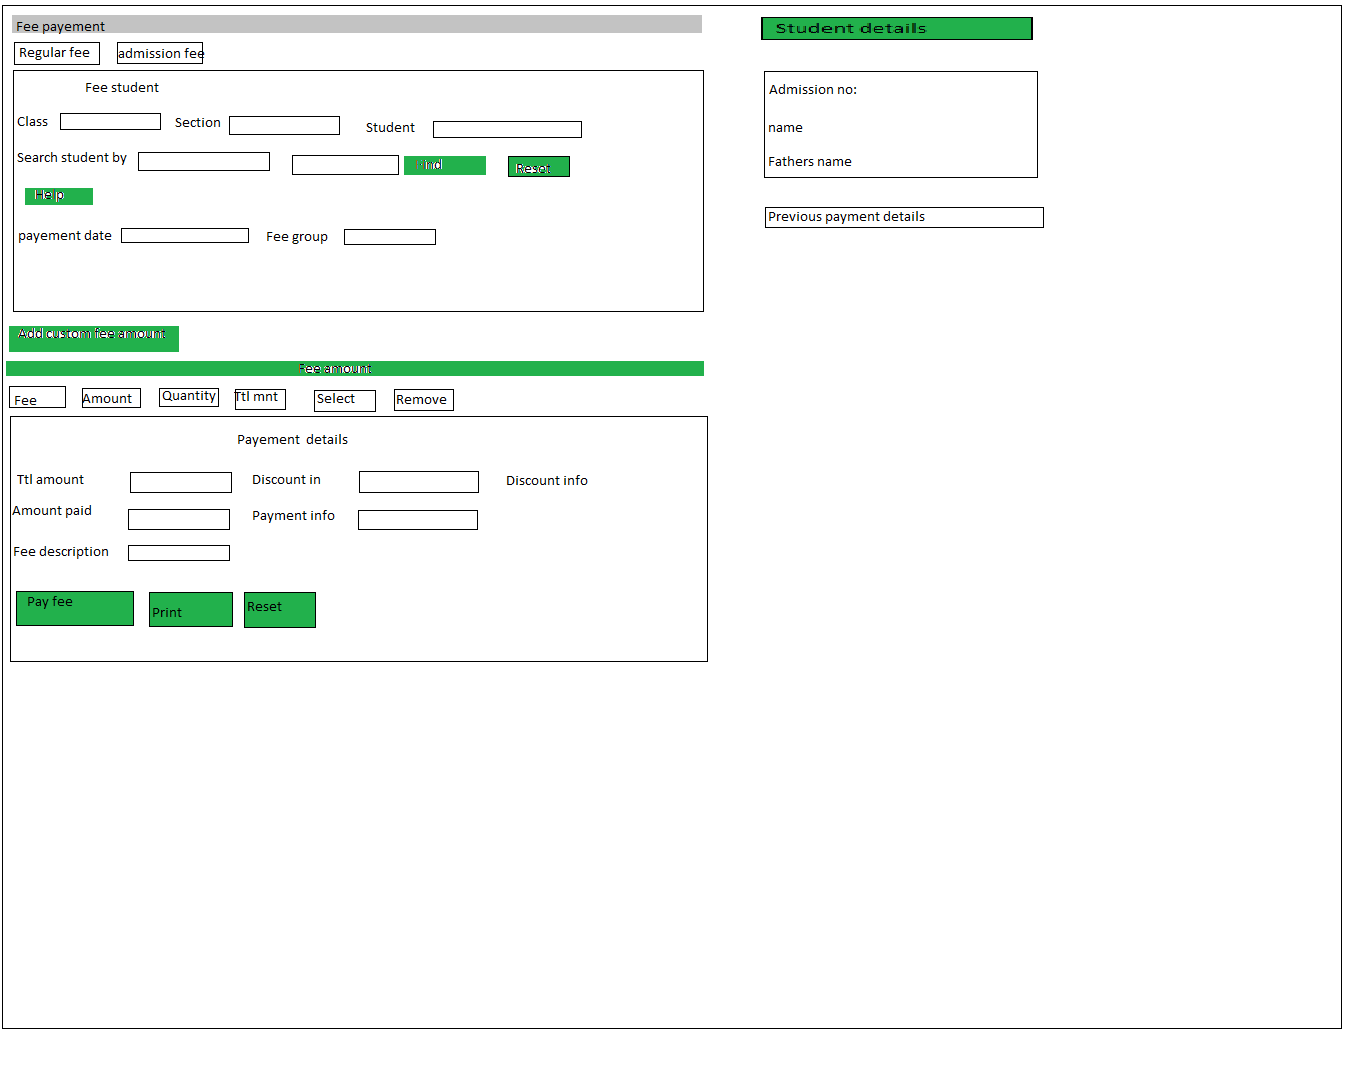 Fee payement
Regular fee admission fee
Fee student
Class Section Student
Search student by Find Reset
Help
payement date Fee group
Add custom fee amount
Fee amount
Fee Amount Quantity Ttl mnt Select Remove
Payement details
Ttl amount Discount in Discount info
Amount paid Payment info
Fee description
Pay fee Print Reset
Student details
Admission no:
name
Fathers name
Previous payment details